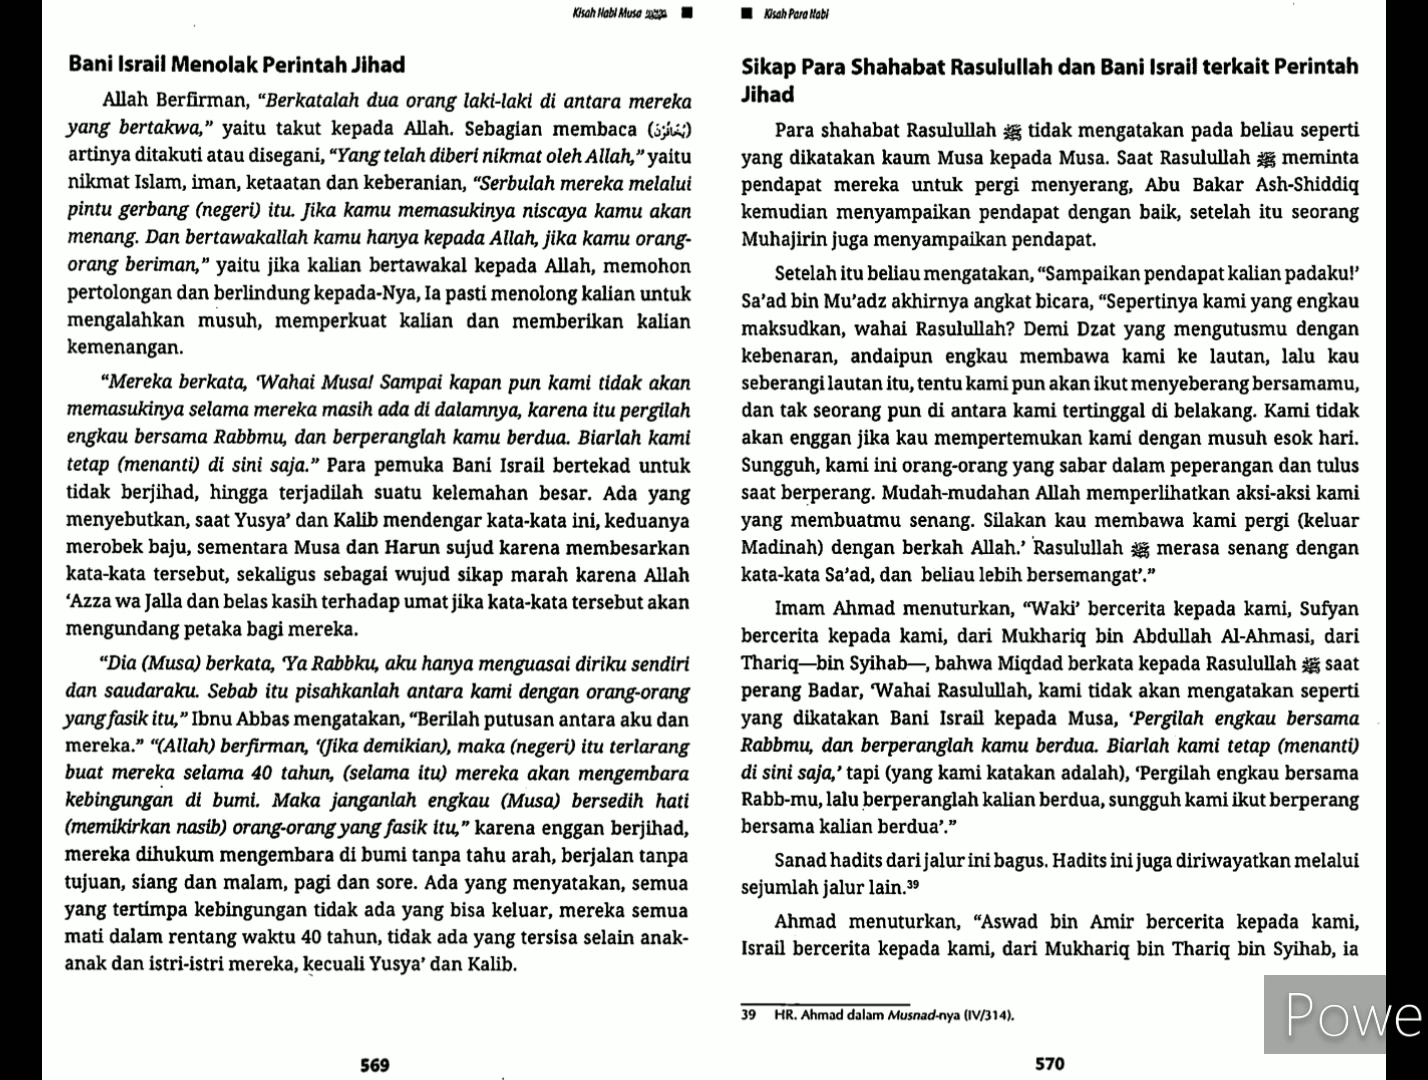 Kisah Nabi Musa
Bani Israil Menolak Perintah Jihad
Allah Berfirman, “Berkatalah dua orang laki-laki di antara mereka
yang bertakwa,” yaitu takut kepada Allah. Sebagian membaca (يُخَافُوْنَ)
artinya ditakuti atau disegani, “Yang telah diberi nikmat oleh Allah,” yaitu
nikmat Islam, iman, ketaatan dan keberanian, “Serbulah mereka melalui
pintu gerbang (negeri) itu. Jika kamu memasukinya niscaya kamu akan
menang. Dan bertawakallah kamu hanya kepada Allah, jika kamu orang-
orang beriman,” yaitu jika kalian bertawakal kepada Allah, memohon
pertolongan dan berlindung kepada-Nya, Ia pasti menolong kalian untuk
mengalahkan musuh, memperkuat kalian dan memberikan kalian
kemenangan.
“Mereka berkata, ‘Wahai Musa! Sampai kapan pun kami tidak akan
memasukinya selama mereka masih ada di dalamnya, karena itu pergilah
engkau bersama Rabbmu, dan berperanglah kamu berdua. Biarlah kami
tetap (menanti) di sini saja.” Para pemuka Bani Israil bertekad untuk
tidak berjihad, hingga terjadilah suatu kelemahan besar. Ada yang
menyebutkan, saat Yusya’ dan Kalib mendengar kata-kata ini, keduanya
merobek baju, sementara Musa dan Harun sujud karena membesarkan
kata-kata tersebut, sekaligus sebagai wujud sikap marah karena Allah
‘Azza wa Jalla dan belas kasih terhadap umat jika kata-kata tersebut akan
mengundang petaka bagi mereka.
“Dia (Musa) berkata, ‘Ya Rabbku, aku hanya menguasai diriku sendiri
dan saudaraku. Sebab itu pisahkanlah antara kami dengan orang-orang
yang fasik itu,” Ibnu Abbas mengatakan, “Berilah putusan antara aku dan
mereka.” “(Allah) berfirman, ‘(Jika demikian), maka (negeri) itu terlarang
buat mereka selama 40 tahun, (selama itu) mereka akan mengembara
kebingungan di bumi. Maka janganlah engkau (Musa) bersedih hati
(memikirkan nasib) orang-orang yang fasik itu,” karena enggan berjihad,
mereka dihukum mengembara di bumi tanpa tahu arah, berjalan tanpa
tujuan, siang dan malam, pagi dan sore. Ada yang menyatakan, semua
yang tertimpa kebingungan tidak ada yang bisa keluar, mereka semua
mati dalam rentang waktu 40 tahun, tidak ada yang tersisa selain anak-
anak dan istri-istri mereka, kecuali Yusya’ dan Kalib.
569
Kisah Para Nabi
Sikap Para Shahabat Rasulullah dan Bani Israil terkait Perintah
Jihad
Para shahabat Rasulullah ﷺ tidak mengatakan pada beliau seperti
yang dikatakan kaum Musa kepada Musa. Saat Rasulullah ﷺ meminta
pendapat mereka untuk pergi menyerang, Abu Bakar Ash-Shiddiq
kemudian menyampaikan pendapat dengan baik, setelah itu seorang
Muhajirin juga menyampaikan pendapat.
Setelah itu beliau mengatakan, “Sampaikan pendapat kalian padaku!’
Sa’ad bin Mu’adz akhirnya angkat bicara, “Sepertinya kami yang engkau
maksudkan, wahai Rasulullah? Demi Dzat yang mengutusmu dengan
kebenaran, andaipun engkau membawa kami ke lautan, lalu kau
seberangi lautan itu, tentu kami pun akan ikut menyeberang bersamamu,
dan tak seorang pun di antara kami tertinggal di belakang. Kami tidak
akan enggan jika kau mempertemukan kami dengan musuh esok hari.
Sungguh, kami ini orang-orang yang sabar dalam peperangan dan tulus
saat berperang. Mudah-mudahan Allah memperlihatkan aksi-aksi kami
yang membuatmu senang. Silakan kau membawa kami pergi (keluar
Madinah) dengan berkah Allah.’ Rasulullah ﷺ merasa senang dengan
kata-kata Sa’ad, dan beliau lebih bersemangat’.”
Imam Ahmad menuturkan, “Waki’ bercerita kepada kami, Sufyan
bercerita kepada kami, dari Mukhariq bin Abdullah Al-Ahmasi, dari
Thariq—bin Syihab—, bahwa Miqdad berkata kepada Rasulullah ﷺ saat
perang Badar, ‘Wahai Rasulullah, kami tidak akan mengatakan seperti
yang dikatakan Bani Israil kepada Musa, ‘Pergilah engkau bersama
Rabbmu, dan berperanglah kamu berdua. Biarlah kami tetap (menanti)
di sini saja,’ tapi (yang kami katakan adalah), ‘Pergilah engkau bersama
Rabb-mu, lalu berperanglah kalian berdua, sungguh kami ikut berperang
bersama kalian berdua’.”
Sanad hadits dari jalur ini bagus. Hadits ini juga diriwayatkan melalui
sejumlah jalur lain.³⁹
Ahmad menuturkan, “Aswad bin Amir bercerita kepada kami,
Israil bercerita kepada kami, dari Mukhariq bin Thariq bin Syihab, ia
39 HR. Ahmad dalam Musnad-nya (IV/314).
570
Powe